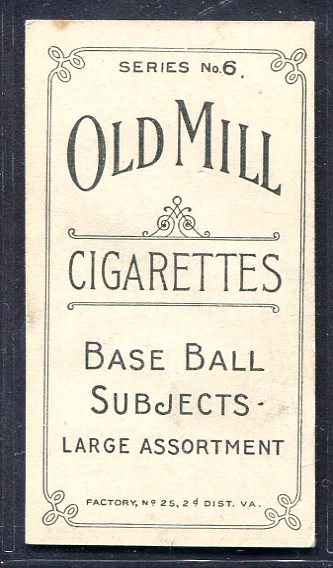 SERIES No.6.
OLD MILL
CIGARETTES
BASE BALL
SUBJECTS-
LARGE ASSORTMENT
FACTORY, No 25, 2d DIST. VA.